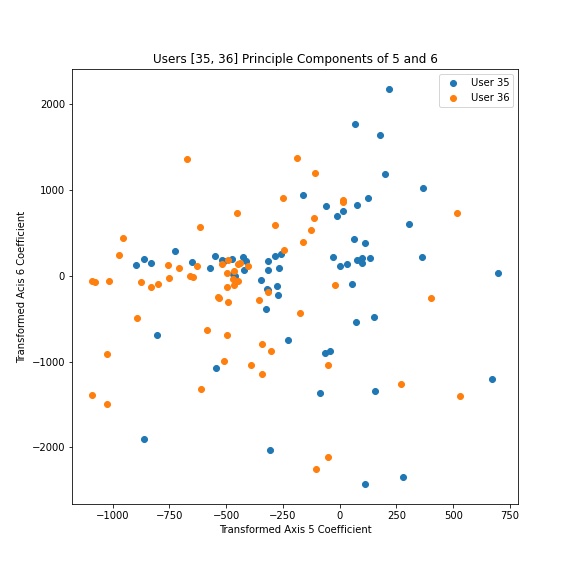 Users [35, 36] Principle Components of 5 and 6
User 35
User 36
Transformed Acis 6 Coefficient
2000
1000
0
−1000
−2000
−1000
−750
−500
−250
0
250
500
750
Transformed Axis 5 Coefficient